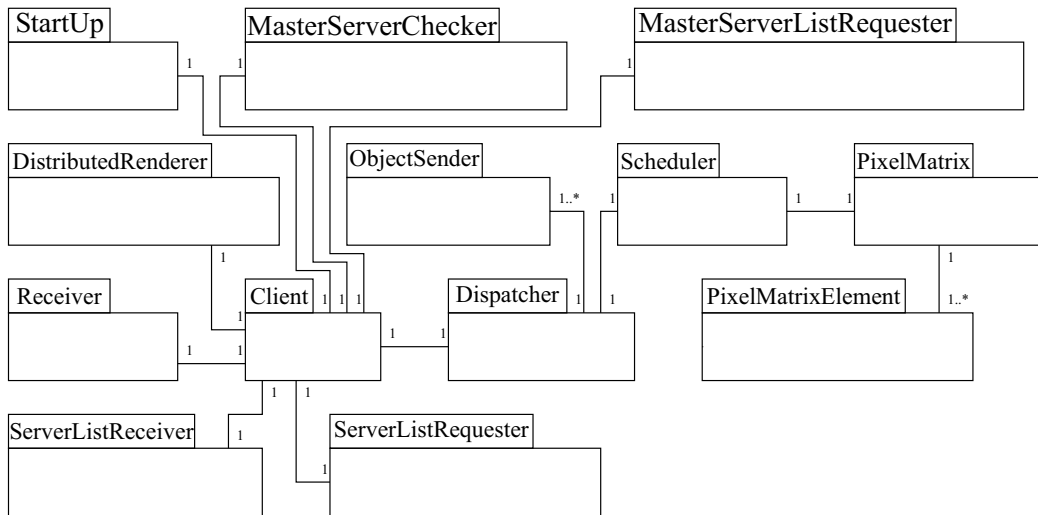 StartUp
MasterServerChecker
MasterServerListRequester
1
1
1
DistributedRenderer
ObjectSender
Scheduler
PixelMatrix
1..*
1
1
1
1
1
Receiver
Client
Dispatcher
PixelMatrixElement
1
1
1
1
1
1..*
1
1
1
1
1
1
1
1
ServerListReceiver
ServerListRequester
1
1